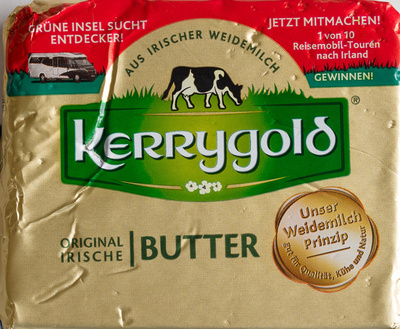 GRÜNE INSEL SUCHT
ENTDECKER!
JETZT MITMACHEN!
1 von 10
Reisemobil-Touren
nach Irland
GEWINNEN!
AUS IRISCHER WEIDEMILCH
KERRYGOLD
®
ORIGINAL
IRISCHE
BUTTER
Unser
Weidemilch
Prinzip
gut für Qualität, Kühe und Natur